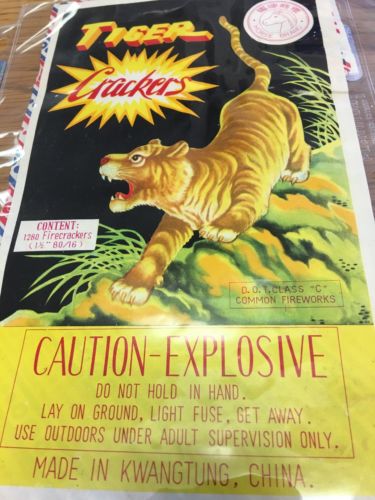 TIGER
Crackers
CONTENT:
1280 Firecrackers
(1½" 80/16)
D.O.T. CLASS "C"
COMMON FIREWORKS
CAUTION-EXPLOSIVE
DO NOT HOLD IN HAND.
LAY ON GROUND, LIGHT FUSE, GET AWAY.
USE OUTDOORS UNDER ADULT SUPERVISION ONLY.
MADE IN KWANGTUNG, CHINA.